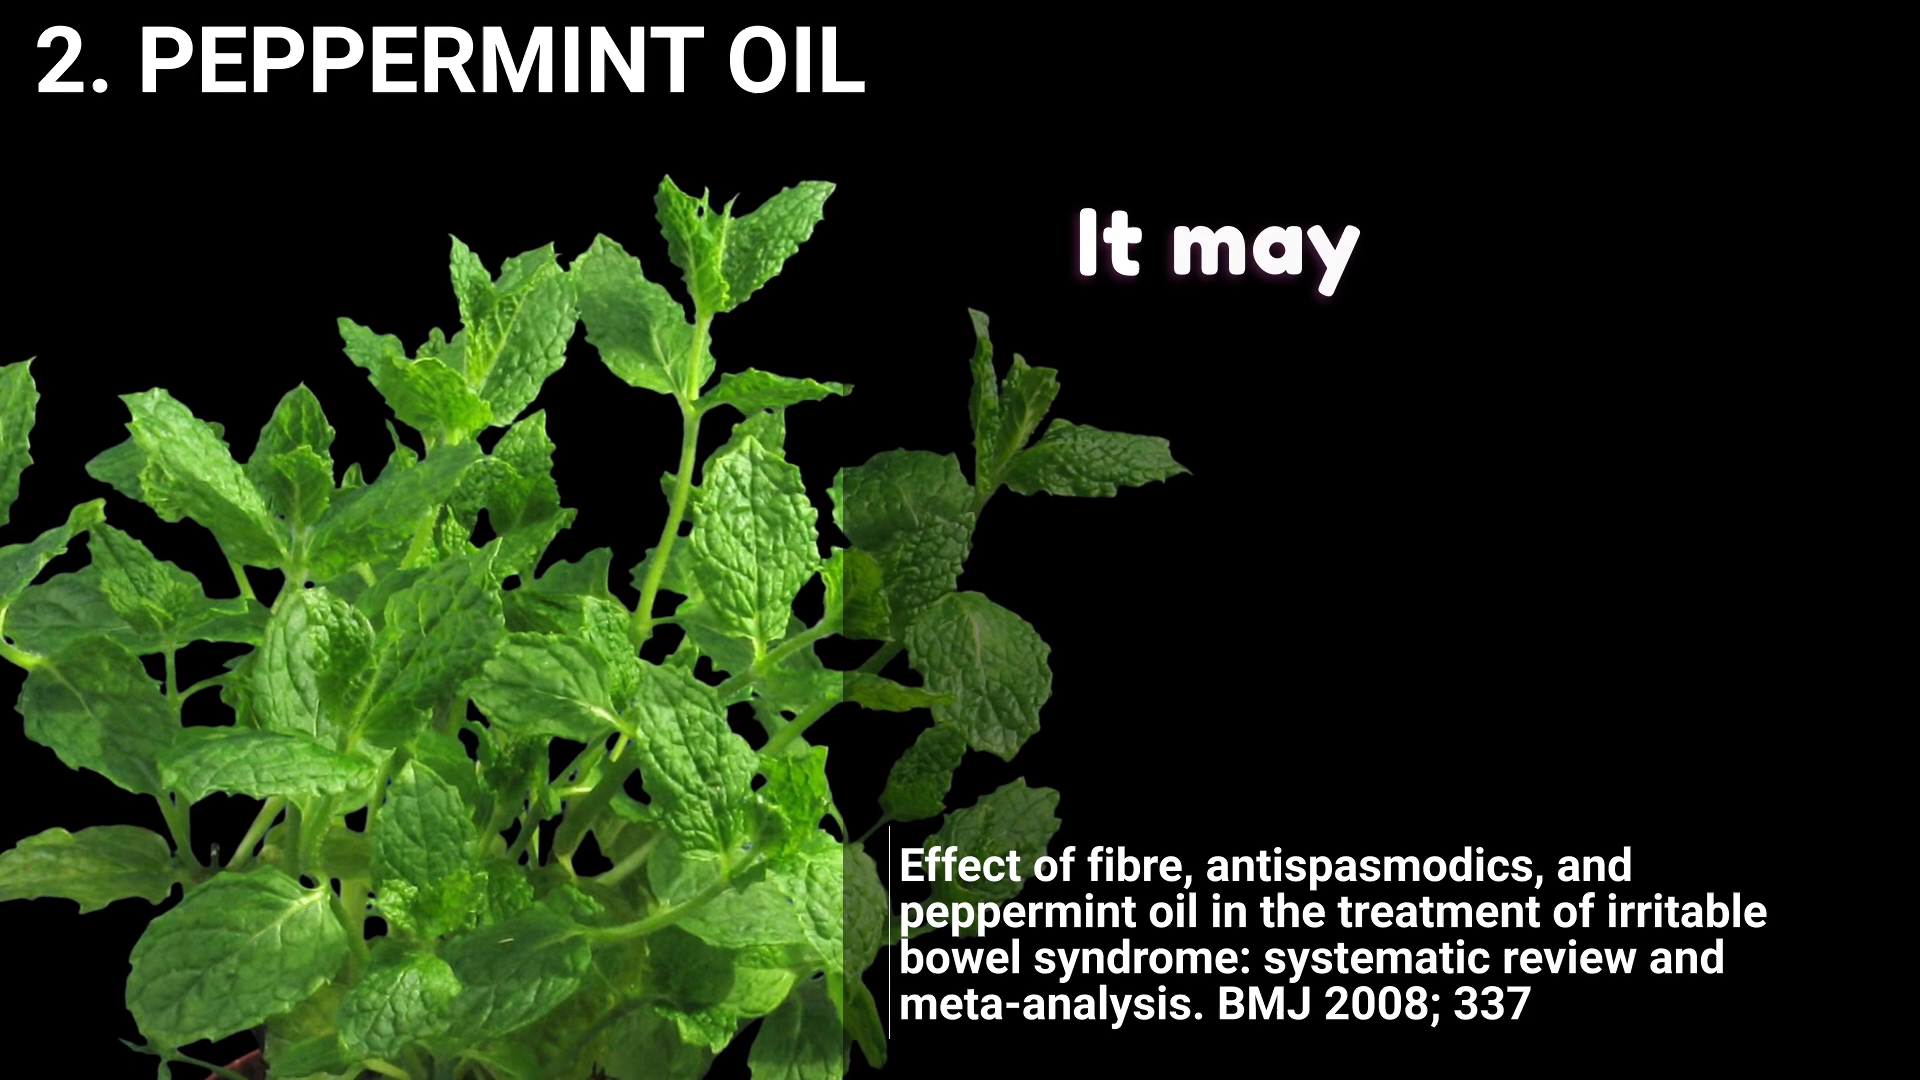 2. PEPPERMINT OIL
It may
Effect of fibre, antispasmodics, and
peppermint oil in the treatment of irritable
bowel syndrome: systematic review and
meta-analysis. BMJ 2008; 337